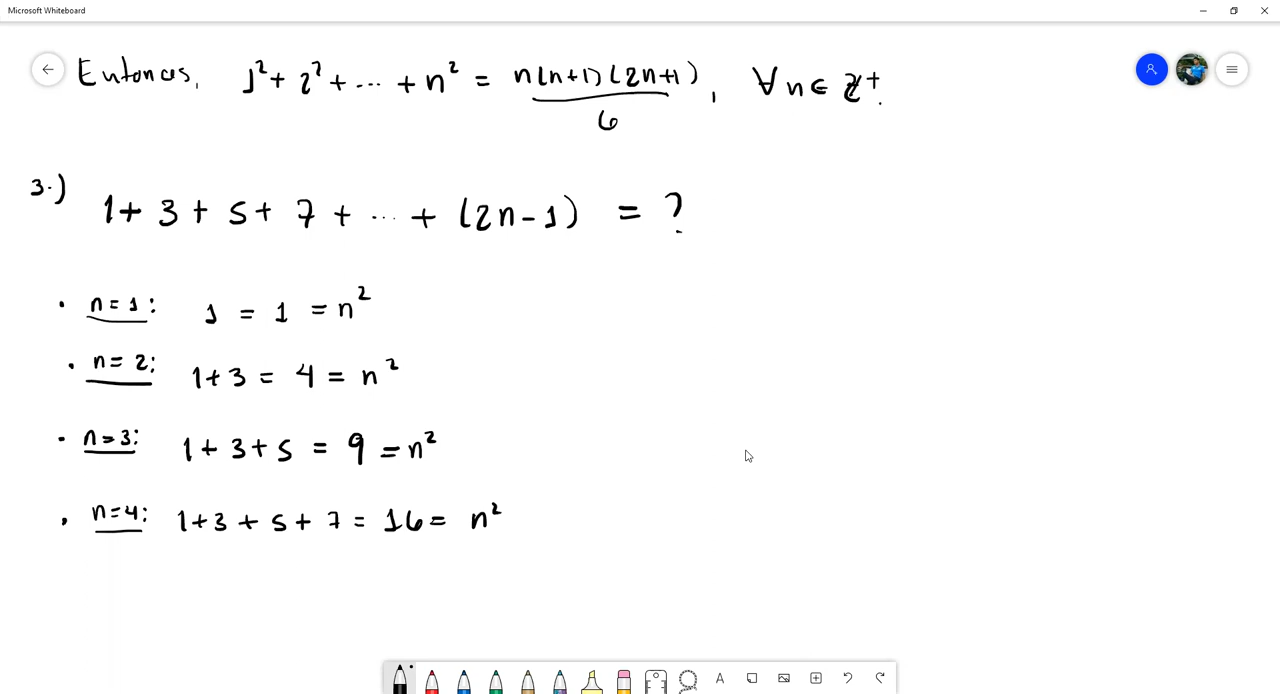 Microsoft Whiteboard
Entonces, 1² + 2² + ... + n² = n(n+1)(2n+1)/6, ∀n ∈ Z⁺.
3.) 1 + 3 + 5 + 7 + ... + (2n-1) = ?
• n=1: 1 = 1 = n²
• n=2: 1+3 = 4 = n²
• n=3: 1+3+5 = 9 = n²
• n=4: 1+3+5+7 = 16 = n²
A